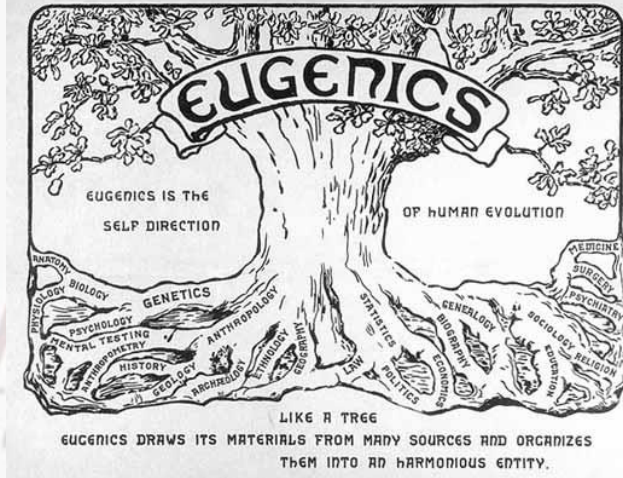 EUGENICS
EUGENICS IS THE
SELF DIRECTION
OF HUMAN EVOLUTION
ANATOMY
PHYSIOLOGY
BIOLOGY
GENETICS
PSYCHOLOGY
MENTAL TESTING
ANTHROPOMETRY
HISTORY
GEOLOGY
ANTHROPOLOGY
ARCHÆOLOGY
ETHNOLOGY
GEOGRAPHY
LAW
STATISTICS
POLITICS
ECONOMICS
BIOGRAPHY
GENEALOGY
SOCIOLOGY
EDUCATION
RELIGION
PSYCHIATRY
SURGERY
MEDICINE
LIKE A TREE
EUGENICS DRAWS ITS MATERIALS FROM MANY SOURCES AND ORGANIZES
THEM INTO AN HARMONIOUS ENTITY.